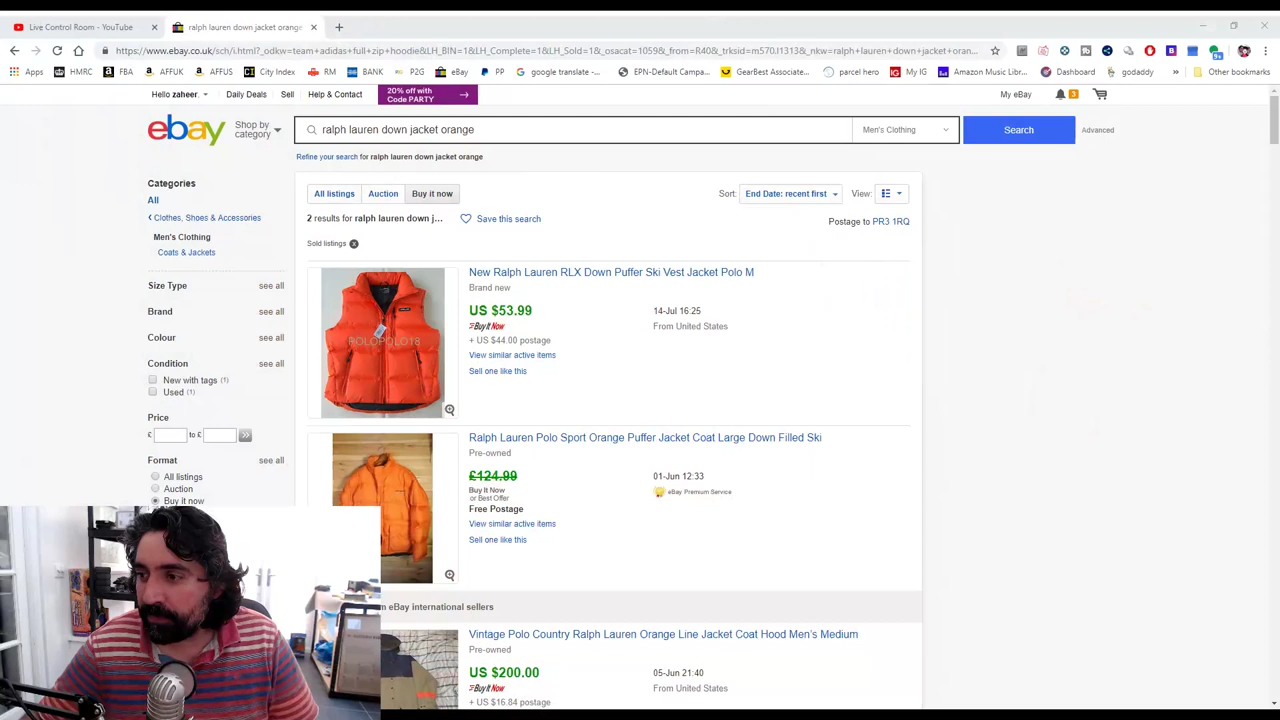 Live Control Room - YouTube
ralph lauren down jacket orange
https://www.ebay.co.uk/sch/i.html?_odkw=team+adidas+full+zip+hoodie&LH_BIN=1&LH_Complete=1&LH_Sold=1&_osacat=1059&_from=R40&_trksid=m570.l1313&_nkw=ralph+lauren+down+jacket+oran...
Apps HMRC FBA AFFUK AFFUS City Index RM BANK P2G eBay PP google translate -... EPN-Default Campa... GearBest Associate... parcel hero My IG Amazon Music Libr... Dashboard godaddy » Other bookmarks
Hello zaheer. Daily Deals Sell Help & Contact 20% off with
Code PARTY
My eBay 3
ebay
Shop by
category
ralph lauren down jacket orange Men's Clothing Search Advanced
Refine your search for ralph lauren down jacket orange
Categories
All
Clothes, Shoes & Accessories
Men's Clothing
Coats & Jackets
Size Type see all
Brand see all
Colour see all
Condition see all
New with tags (1)
Used (1)
Price
£ to £
Format see all
All listings
Auction
Buy it now
All listings Auction Buy it now Sort: End Date: recent first View:
2 results for ralph lauren down j... Save this search Postage to PR3 1RQ
Sold listings
New Ralph Lauren RLX Down Puffer Ski Vest Jacket Polo M
Brand new
US $53.99 14-Jul 16:25
Buy It Now From United States
+ US $44.00 postage
View similar active items
Sell one like this
POLOPOLO18
Ralph Lauren Polo Sport Orange Puffer Jacket Coat Large Down Filled Ski
Pre-owned
£124.99 01-Jun 12:33
Buy It Now eBay Premium Service
or Best Offer
Free Postage
View similar active items
Sell one like this
eBay international sellers
Vintage Polo Country Ralph Lauren Orange Line Jacket Coat Hood Men's Medium
Pre-owned
US $200.00 05-Jun 21:40
Buy It Now From United States
+ US $16.84 postage